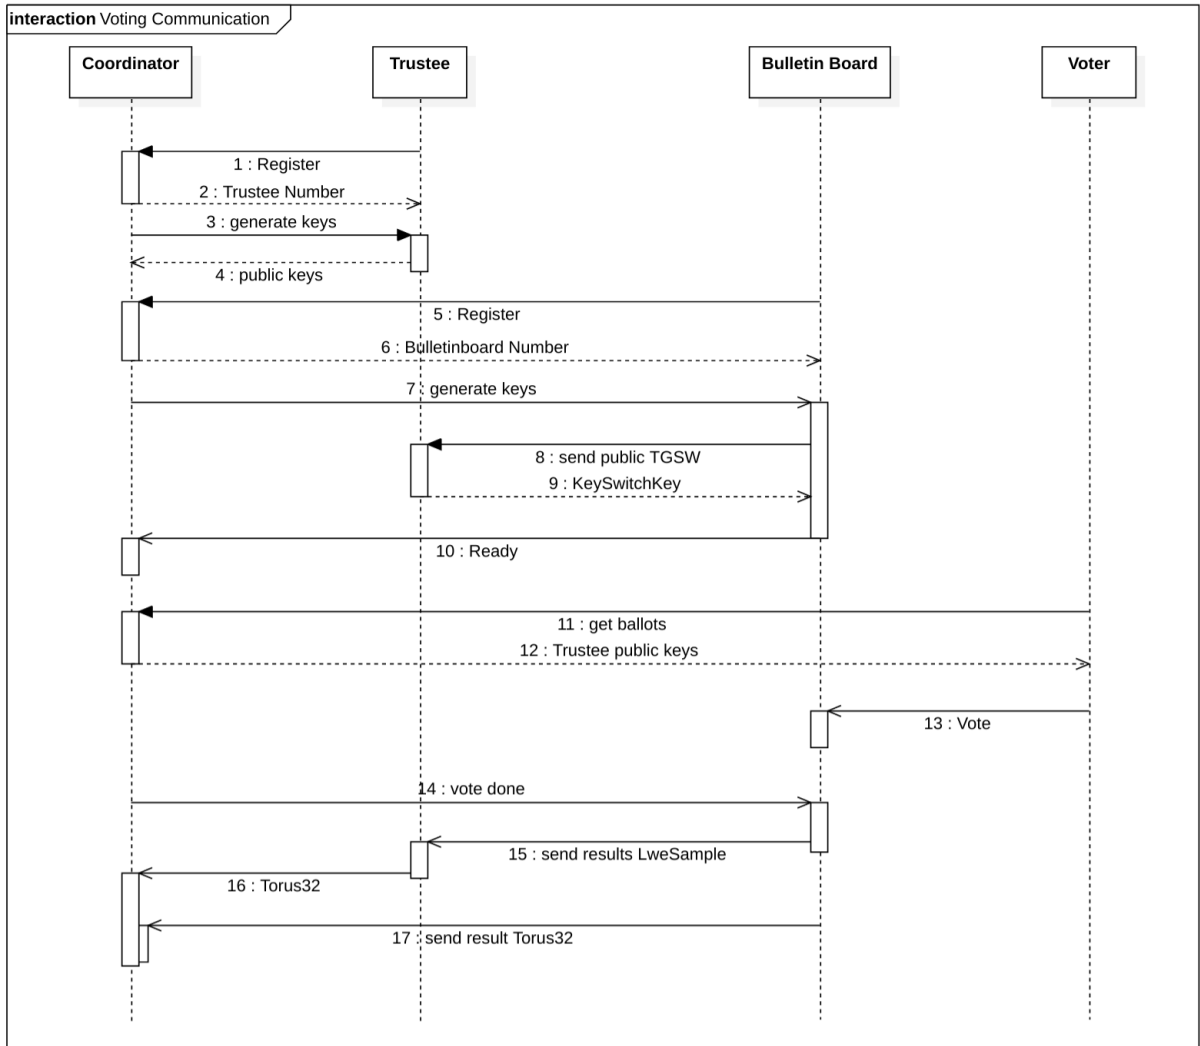 interaction Voting Communication
Coordinator
Trustee
Bulletin Board
Voter
1 : Register
2 : Trustee Number
3 : generate keys
4 : public keys
5 : Register
6 : Bulletinboard Number
7 : generate keys
8 : send public TGSW
9 : KeySwitchKey
10 : Ready
11 : get ballots
12 : Trustee public keys
13 : Vote
14 : vote done
15 : send results LweSample
16 : Torus32
17 : send result Torus32